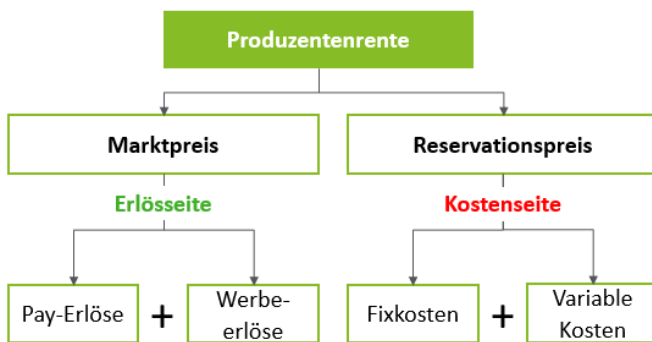 Produzentenrente
Marktpreis
Reservationspreis
Erlösseite
Kostenseite
Pay-Erlöse
+
Werbe-
erlöse
Fixkosten
+
Variable
Kosten